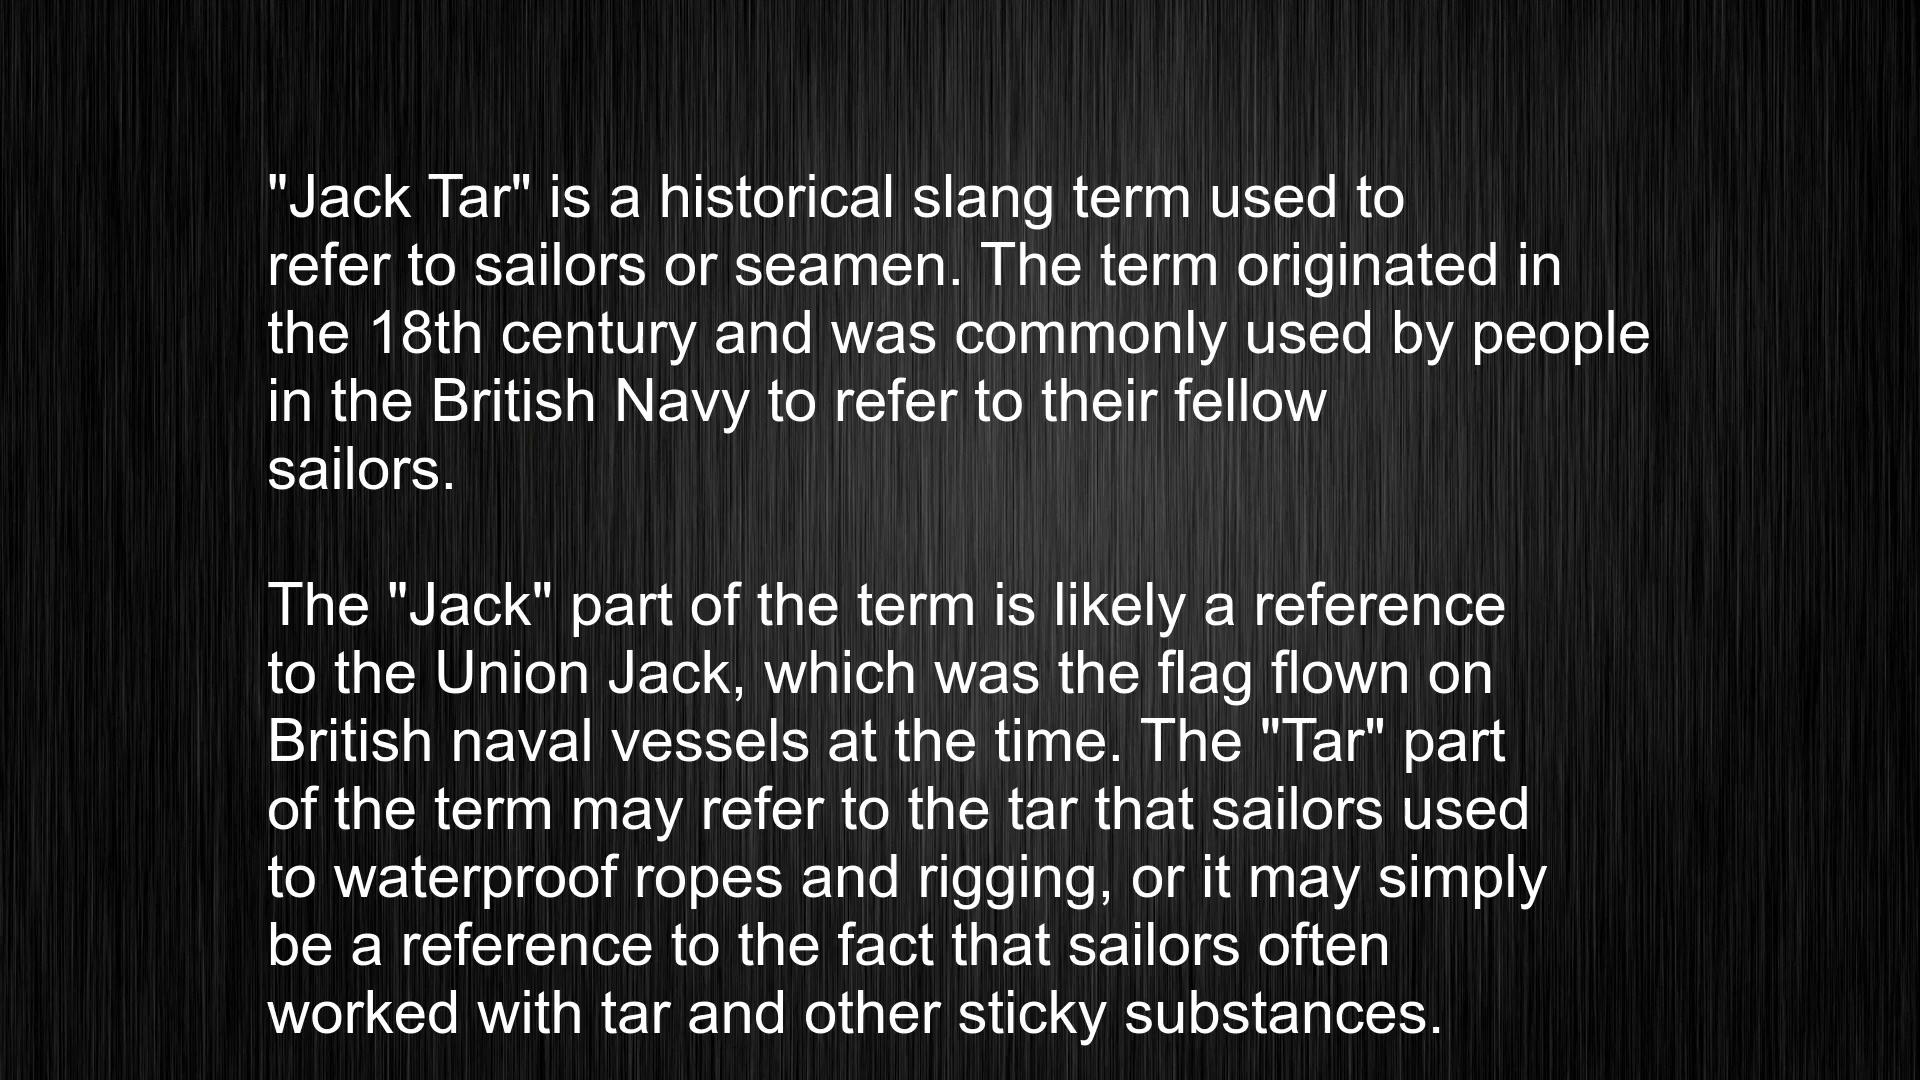 "Jack Tar" is a historical slang term used to
refer to sailors or seamen. The term originated in
the 18th century and was commonly used by people
in the British Navy to refer to their fellow
sailors.
The "Jack" part of the term is likely a reference
to the Union Jack, which was the flag flown on
British naval vessels at the time. The "Tar" part
of the term may refer to the tar that sailors used
to waterproof ropes and rigging, or it may simply
be a reference to the fact that sailors often
worked with tar and other sticky substances.